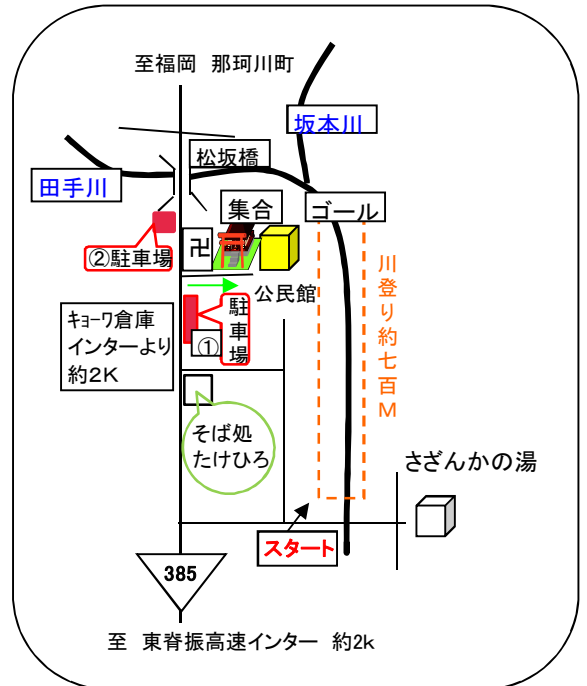 至福岡 那珂川町
坂本川
松坂橋
田手川
集合
ゴール
②駐車場
卍
公民館
駐
車
場
①
川
登
り
約
七
百
M
ｷｮｰﾜ倉庫
インターより
約2K
そば処
たけひろ
さざんかの湯
スタート
385
至 東脊振高速インター 約2k